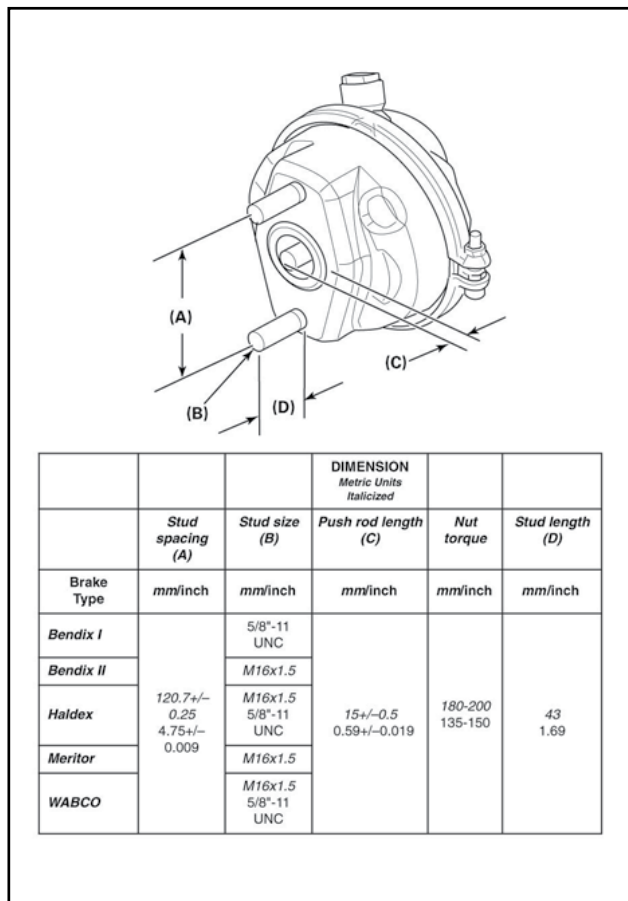 (A)
(B)
(D)
(C)
DIMENSION
Metric Units
Italicized
Stud
spacing
(A)
Stud size
(B)
Push rod length
(C)
Nut
torque
Stud length
(D)
Brake
Type
mm/inch
mm/inch
mm/inch
mm/inch
mm/inch
Bendix I
5/8"-11
UNC
Bendix II
M16x1.5
Haldex
120.7+/–
0.25
4.75+/–
0.009
M16x1.5
5/8"-11
UNC
15+/–0.5
0.59+/–0.019
180-200
135-150
43
1.69
Meritor
M16x1.5
WABCO
M16x1.5
5/8"-11
UNC